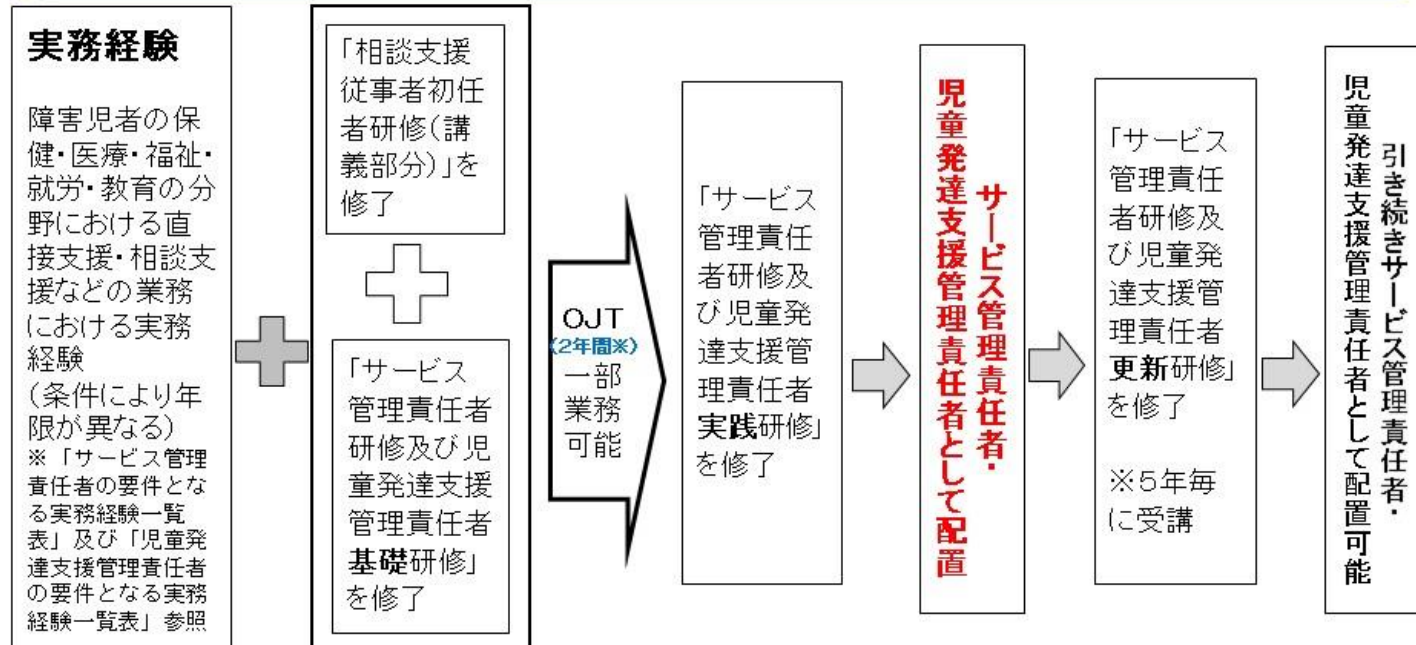 実務経験
障害児者の保
健・医療・福祉・
就労・教育の分
野における直
接支援・相談支
援などの業務
における実務
経験
(条件により年
限が異なる)
※「サービス管理
責任者の要件とな
る実務経験一覧
表」及び「児童発
達支援管理責任者
の要件となる実務
経験一覧表」参照
「相談支援
従事者初任
者研修(講
義部分)」を
修了
「サービス
管理責任者
研修及び児
童発達支援
管理責任者
基礎研修」
を修了
OJT
(2年間※)
一部
業務
可能
「サービス
管理責任
者研修及
び児童発
達支援管
理責任者
実践研修」
を修了
サービス管理責任者・
児童発達支援管理責任者として配置
「サービス
管理責任
者研修及
び児童発
達支援管
理責任者
更新研修」
を修了
※5年毎
に受講
引き続きサービス管理責任者・
児童発達支援管理責任者として配置可能